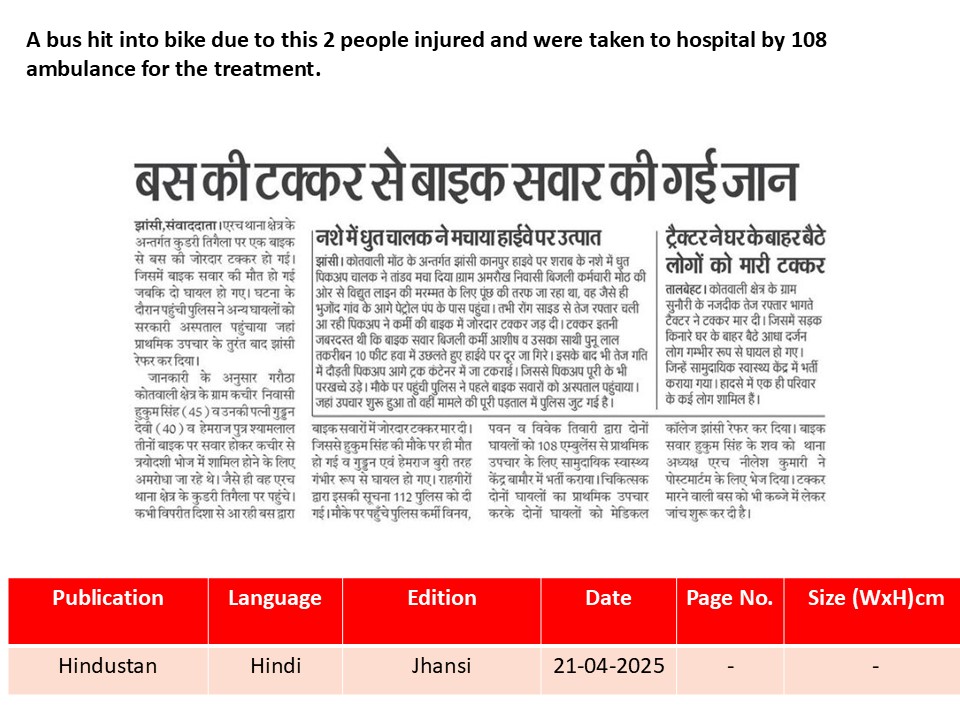 A bus hit into bike due to this 2 people injured and were taken to hospital by 108
ambulance for the treatment.
बस की टक्कर से बाइक सवार की गई जान
झांसी,संवाददाता। एरच थाना क्षेत्र के
अन्तर्गत कुडरी तिगैला पर एक बाइक
से बस की जोरदार टक्कर हो गई।
जिसमें बाइक सवार की मौत हो गई
जबकि दो घायल हो गए। घटना के
दौरान पहुंची पुलिस ने अन्य घायलों को
सरकारी अस्पताल पहुंचाया जहां
प्राथमिक उपचार के तुरंत बाद झांसी
रेफर कर दिया।
जानकारी के अनुसार गरौठा
कोतवाली क्षेत्र के ग्राम कचीर निवासी
हुकुम सिंह (45) व उनकी पत्नी गुड्डन
देवी (40) व हेमराज पुत्र श्यामलाल
तीनों बाइक पर सवार होकर कचीर से
त्रयोदशी भोज में शामिल होने के लिए
अमरोधा जा रहे थे। जैसे ही वह एरच
थाना क्षेत्र के कुडरी तिगैला पर पहुंचे।
कभी विपरीत दिशा से आ रही बस द्वारा
बाइक सवारों में जोरदार टक्कर मार दी।
जिससे हुकुम सिंह की मौके पर ही मौत
हो गई व गुड्डन एवं हेमराज बुरी तरह
गंभीर रूप से घायल हो गए। राहगीरों
द्वारा इसकी सूचना 112 पुलिस को दी
गई। मौके पर पहुँचे पुलिस कर्मी विनय,
पवन व विवेक तिवारी द्वारा दोनों
घायलों को 108 एम्बुलेंस से प्राथमिक
उपचार के लिए सामुदायिक स्वास्थ्य
केंद्र बामौर में भर्ती कराया। चिकित्सक
दोनों घायलों का प्राथमिक उपचार
करके दोनों घायलों को मेडिकल
कॉलेज झांसी रेफर कर दिया। बाइक
सवार हुकुम सिंह के शव को थाना
अध्यक्ष एरच नीलेश कुमारी ने
पोस्टमार्टम के लिए भेज दिया। टक्कर
मारने वाली बस को भी कब्जे में लेकर
जांच शुरू कर दी है।
नशे में धुत चालक ने मचाया हाईवे पर उत्पात
झांसी। कोतवाली मोंठ के अन्तर्गत झांसी कानपुर हाइवे पर शराब के नशे में धुत
पिकअप चालक ने तांडव मचा दिया। ग्राम अमरोख निवासी बिजली कर्मचारी मोंठ की
ओर से विद्युत लाइन की मरम्मत के लिए पूंछ की तरफ जा रहा था, वह जैसे ही
भुजोंद गांव के आगे पेट्रोल पंप के पास पहुंचा। तभी रोंग साइड से तेज रफ्तार चली
आ रही पिकअप ने कर्मी की बाइक में जोरदार टक्कर जड़ दी। टक्कर इतनी
जबरदस्त थी कि बाइक सवार बिजली कर्मी आशीष व उसका साथी पुनू लाल
तकरीबन 10 फीट हवा में उछलते हुए हाईवे पर दूर जा गिरे। इसके बाद भी तेज गति
में दौड़ती पिकअप आगे ट्रक कंटेनर में जा टकराई। जिससे पिकअप पूरी के भी
परखच्चे उड़े। मौके पर पहुंची पुलिस ने पहले बाइक सवारों को अस्पताल पहुंचाया।
जहां उपचार शुरू हुआ तो वहीं मामले की पूरी पड़ताल में पुलिस जुट गई है।
ट्रैक्टर ने घर के बाहर बैठे
लोगों को मारी टक्कर
तालबेहट। कोतवाली क्षेत्र के ग्राम
सुनौरी के नजदीक तेज रफ्तार भागते
टैक्टर ने टक्कर मार दी। जिसमें सड़क
किनारे घर के बाहर बैठे आधा दर्जन
लोग गम्भीर रूप से घायल हो गए।
जिन्हें सामुदायिक स्वास्थ्य केंद्र में भर्ती
कराया गया। हादसे में एक ही परिवार
के कई लोग शामिल हैं।
Publication Language Edition Date Page No. Size (WxH)cm
Hindustan Hindi Jhansi 21-04-2025 - -